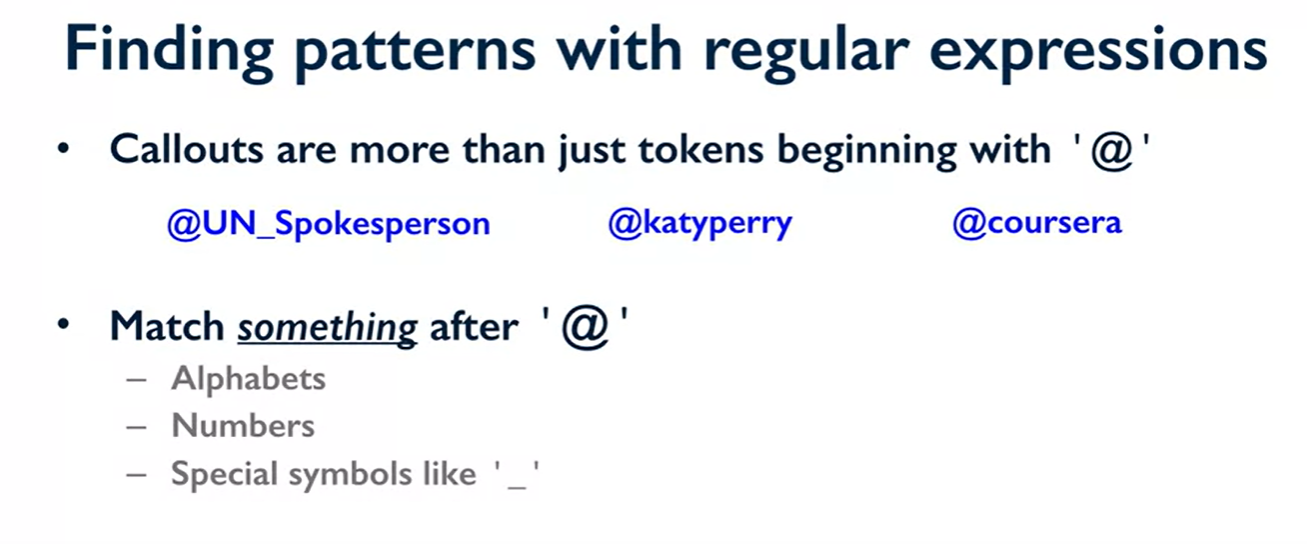 Finding patterns with regular expressions
• Callouts are more than just tokens beginning with '@'
@UN_Spokesperson @katyperry @coursera
• Match something after '@'
– Alphabets
– Numbers
– Special symbols like '_'